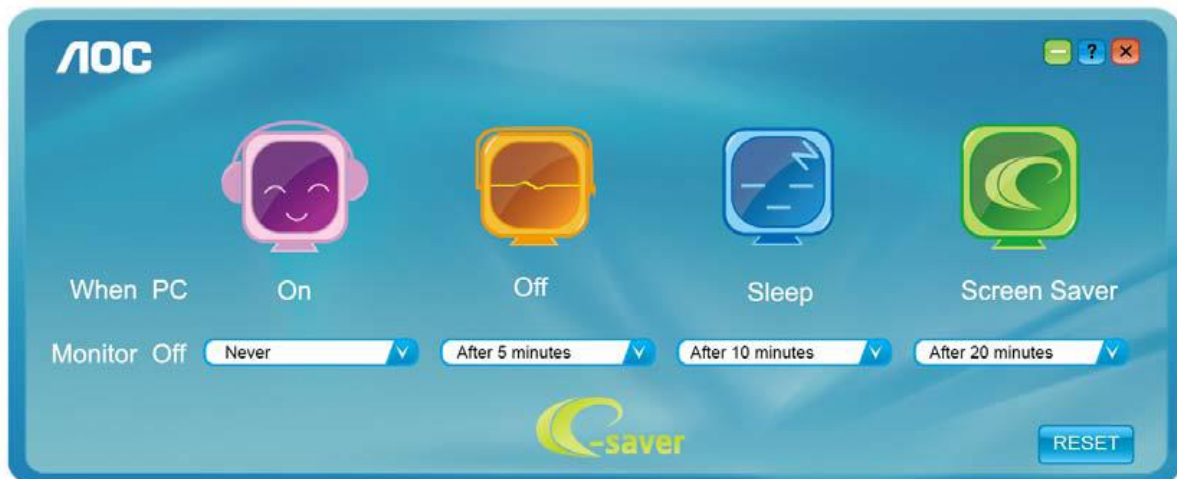 AOC
?
When PC On Off Sleep Screen Saver
Monitor Off Never After 5 minutes After 10 minutes After 20 minutes
e-saver
RESET